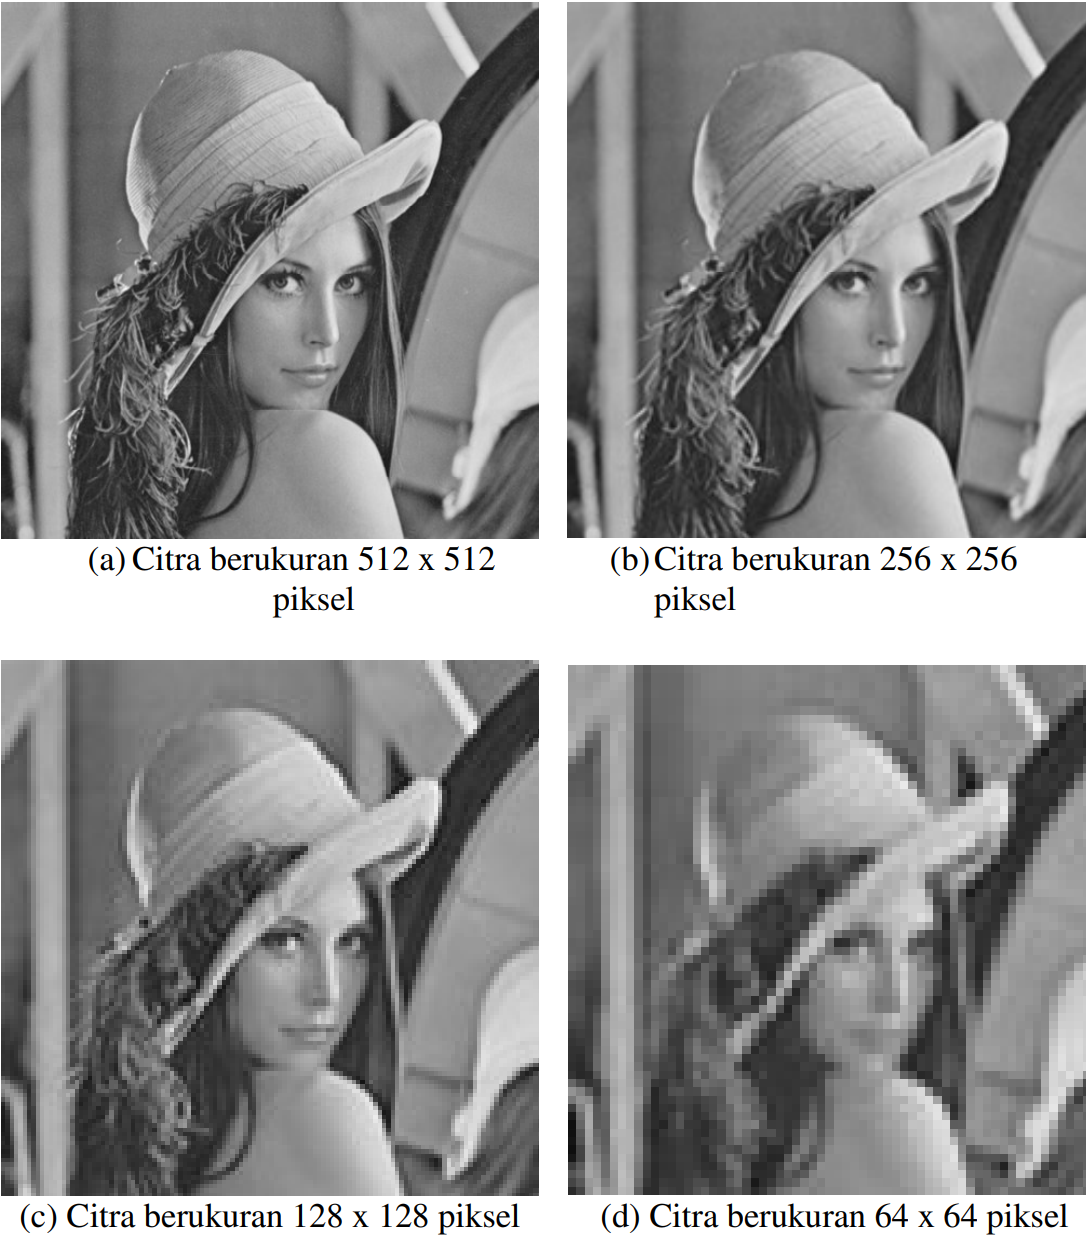 (a) Citra berukuran 512 x 512
piksel
(b) Citra berukuran 256 x 256
piksel
(c) Citra berukuran 128 x 128 piksel
(d) Citra berukuran 64 x 64 piksel